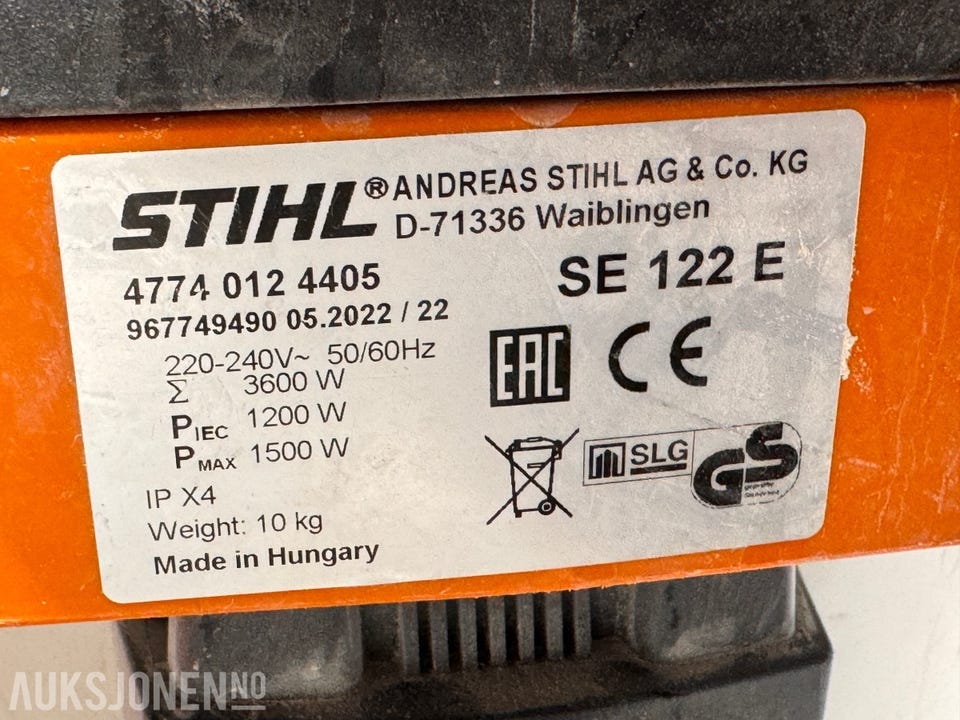 STIHL® ANDREAS STIHL AG & Co. KG
D-71336 Waiblingen
4774 012 4405
SE 122 E
967749490 05.2022 / 22
220-240V~ 50/60Hz
Σ 3600 W
PIEC 1200 W
PMAX 1500 W
EAC CE
SLG GS
geprüfte
Sicherheit
IP X4
Weight: 10 kg
Made in Hungary
AUKSJONEN.NO